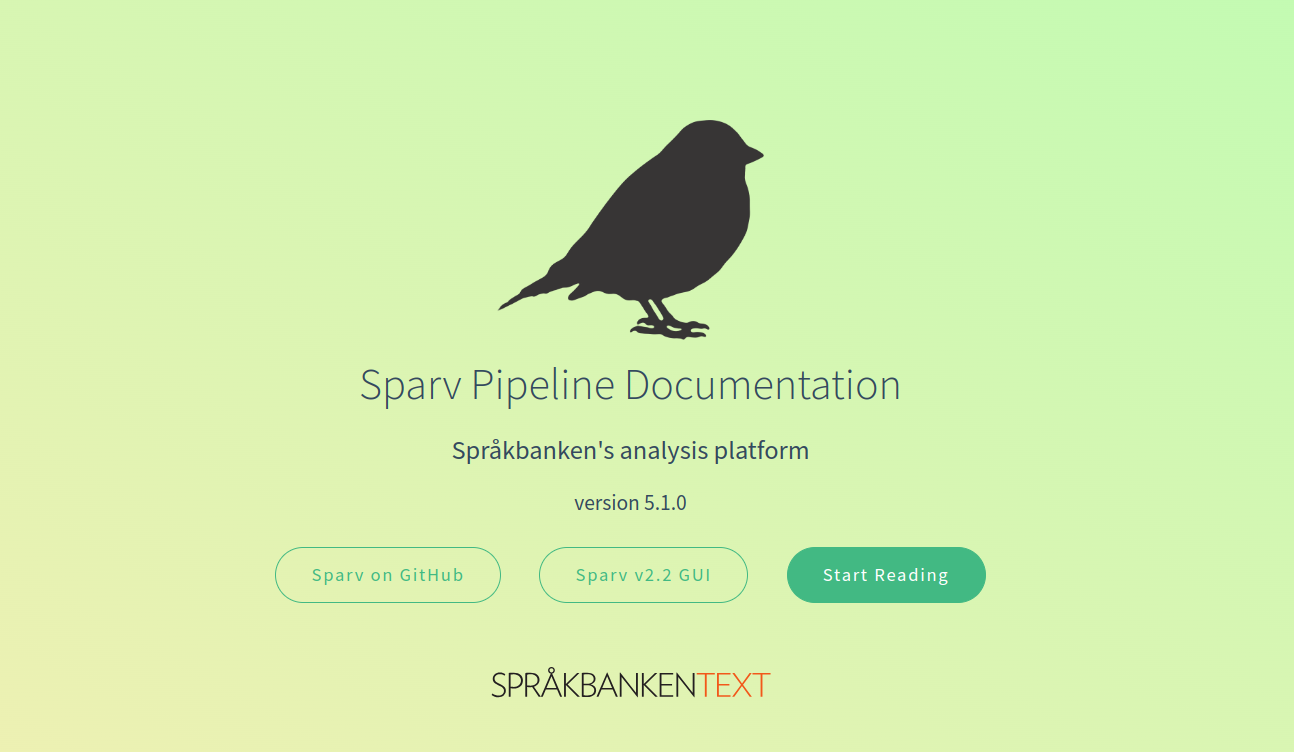 Sparv Pipeline Documentation
Språkbanken's analysis platform
version 5.1.0
Sparv on GitHub
Sparv v2.2 GUI
Start Reading
SPRÅKBANKENTEXT